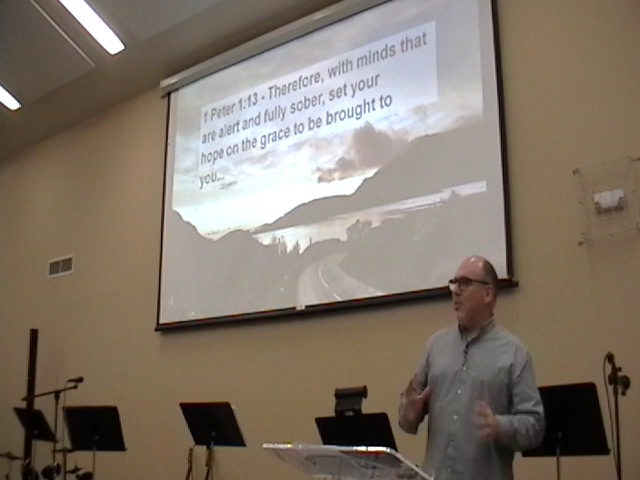 1 Peter 1:13 - Therefore, with minds that
are alert and fully sober, set your
hope on the grace to be brought to
you...